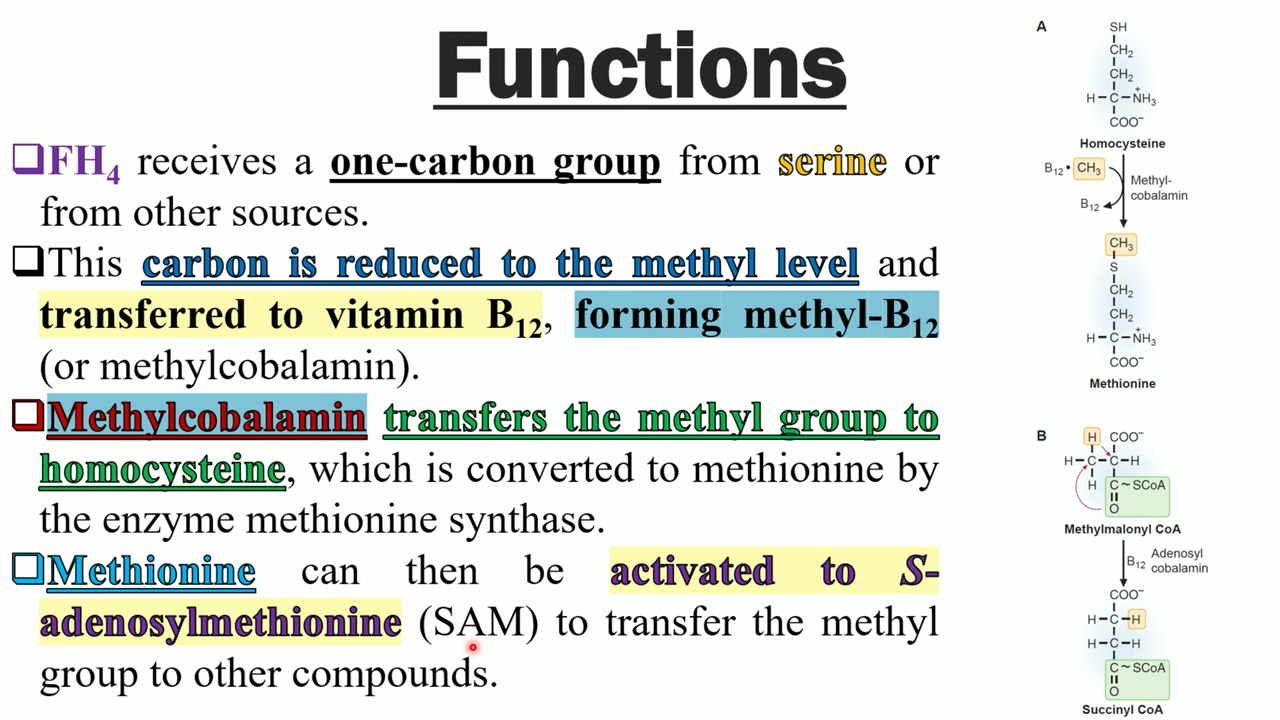 Functions
❑FH₄ receives a one-carbon group from serine or
from other sources.
❑This carbon is reduced to the methyl level and
transferred to vitamin B₁₂, forming methyl-B₁₂
(or methylcobalamin).
❑Methylcobalamin transfers the methyl group to
homocysteine, which is converted to methionine by
the enzyme methionine synthase.
❑Methionine can then be activated to S-
adenosylmethionine (SAM) to transfer the methyl
group to other compounds.
A
SH
CH₂
CH₂
H–C–NH₃⁺
COO⁻
Homocysteine
B₁₂•CH₃
Methyl-
cobalamin
B₁₂
CH₃
S
CH₂
CH₂
H–C–NH₃⁺
COO⁻
Methionine
B
H COO⁻
H–C–C–H
H C~SCoA
O
Methylmalonyl CoA
B₁₂ Adenosyl
cobalamin
COO⁻
H–C–H
H–C–H
C~SCoA
O
Succinyl CoA